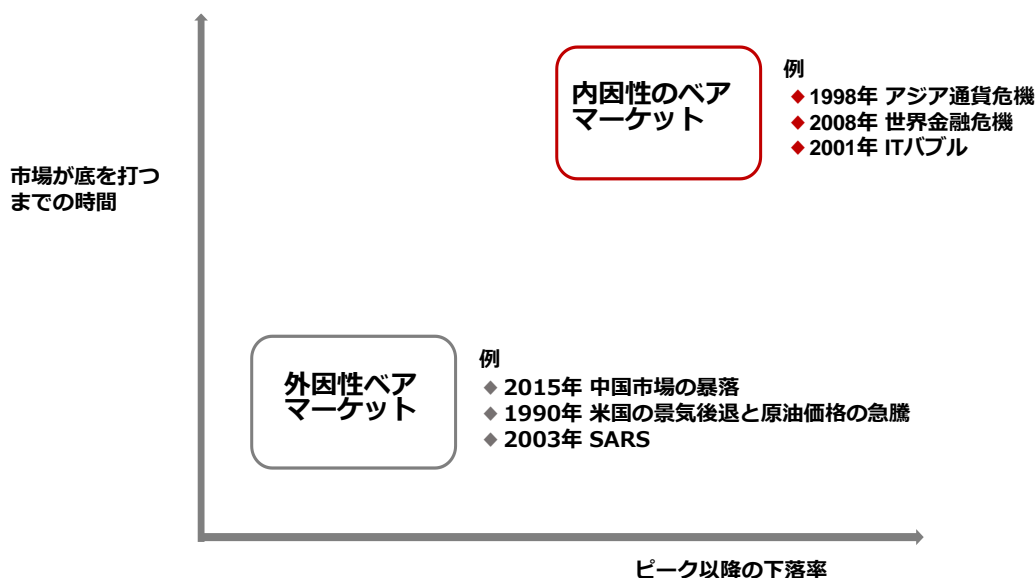 内因性のベア
マーケット
例
◆ 1998年 アジア通貨危機
◆ 2008年 世界金融危機
◆ 2001年 ITバブル
市場が底を打つ
までの時間
外因性ベア
マーケット
例
◆ 2015年 中国市場の暴落
◆ 1990年 米国の景気後退と原油価格の急騰
◆ 2003年 SARS
ピーク以降の下落率